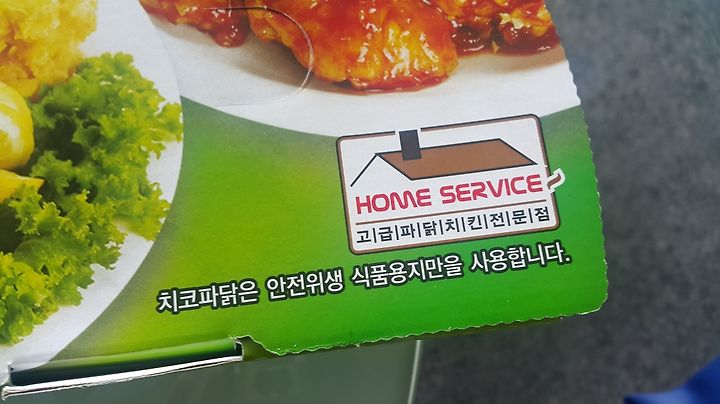 HOME SERVICE
고|급|파|닭|치|킨|전|문|점
치코파닭은 안전위생 식품용지만을 사용합니다.